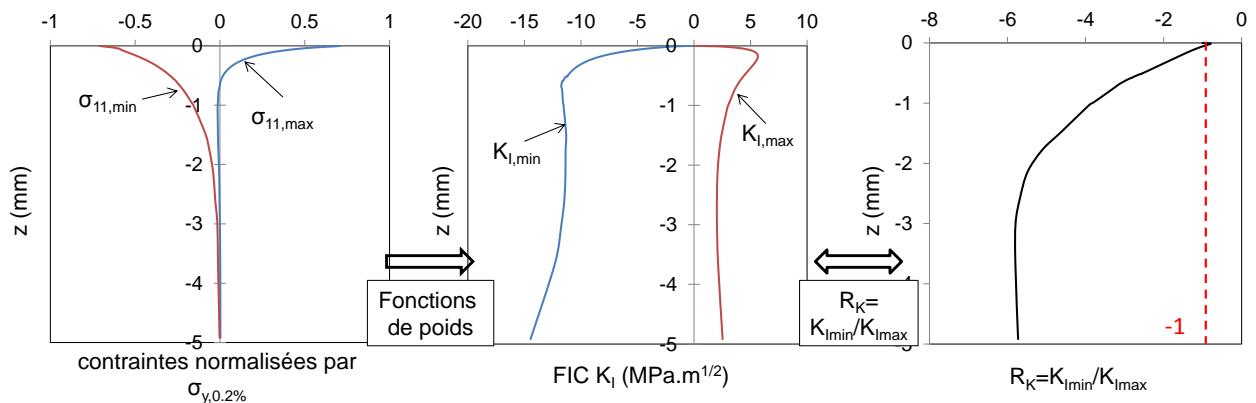 -1 -0.5 0 0.5 1
0
-1
-2
-3
-4
-5
z (mm)
σ11,min
σ11,max
contraintes normalisées par
σy,0.2%
Fonctions
de poids
-20 -15 -10 -5 0 5 10
0
-1
-2
-3
-4
-5
z (mm)
KI,min
KI,max
FIC KI (MPa.m1/2)
RK=
KImin/KImax
-8 -6 -4 -2 0
0
-1
-2
-3
z (mm)
-1
RK=KImin/KImax